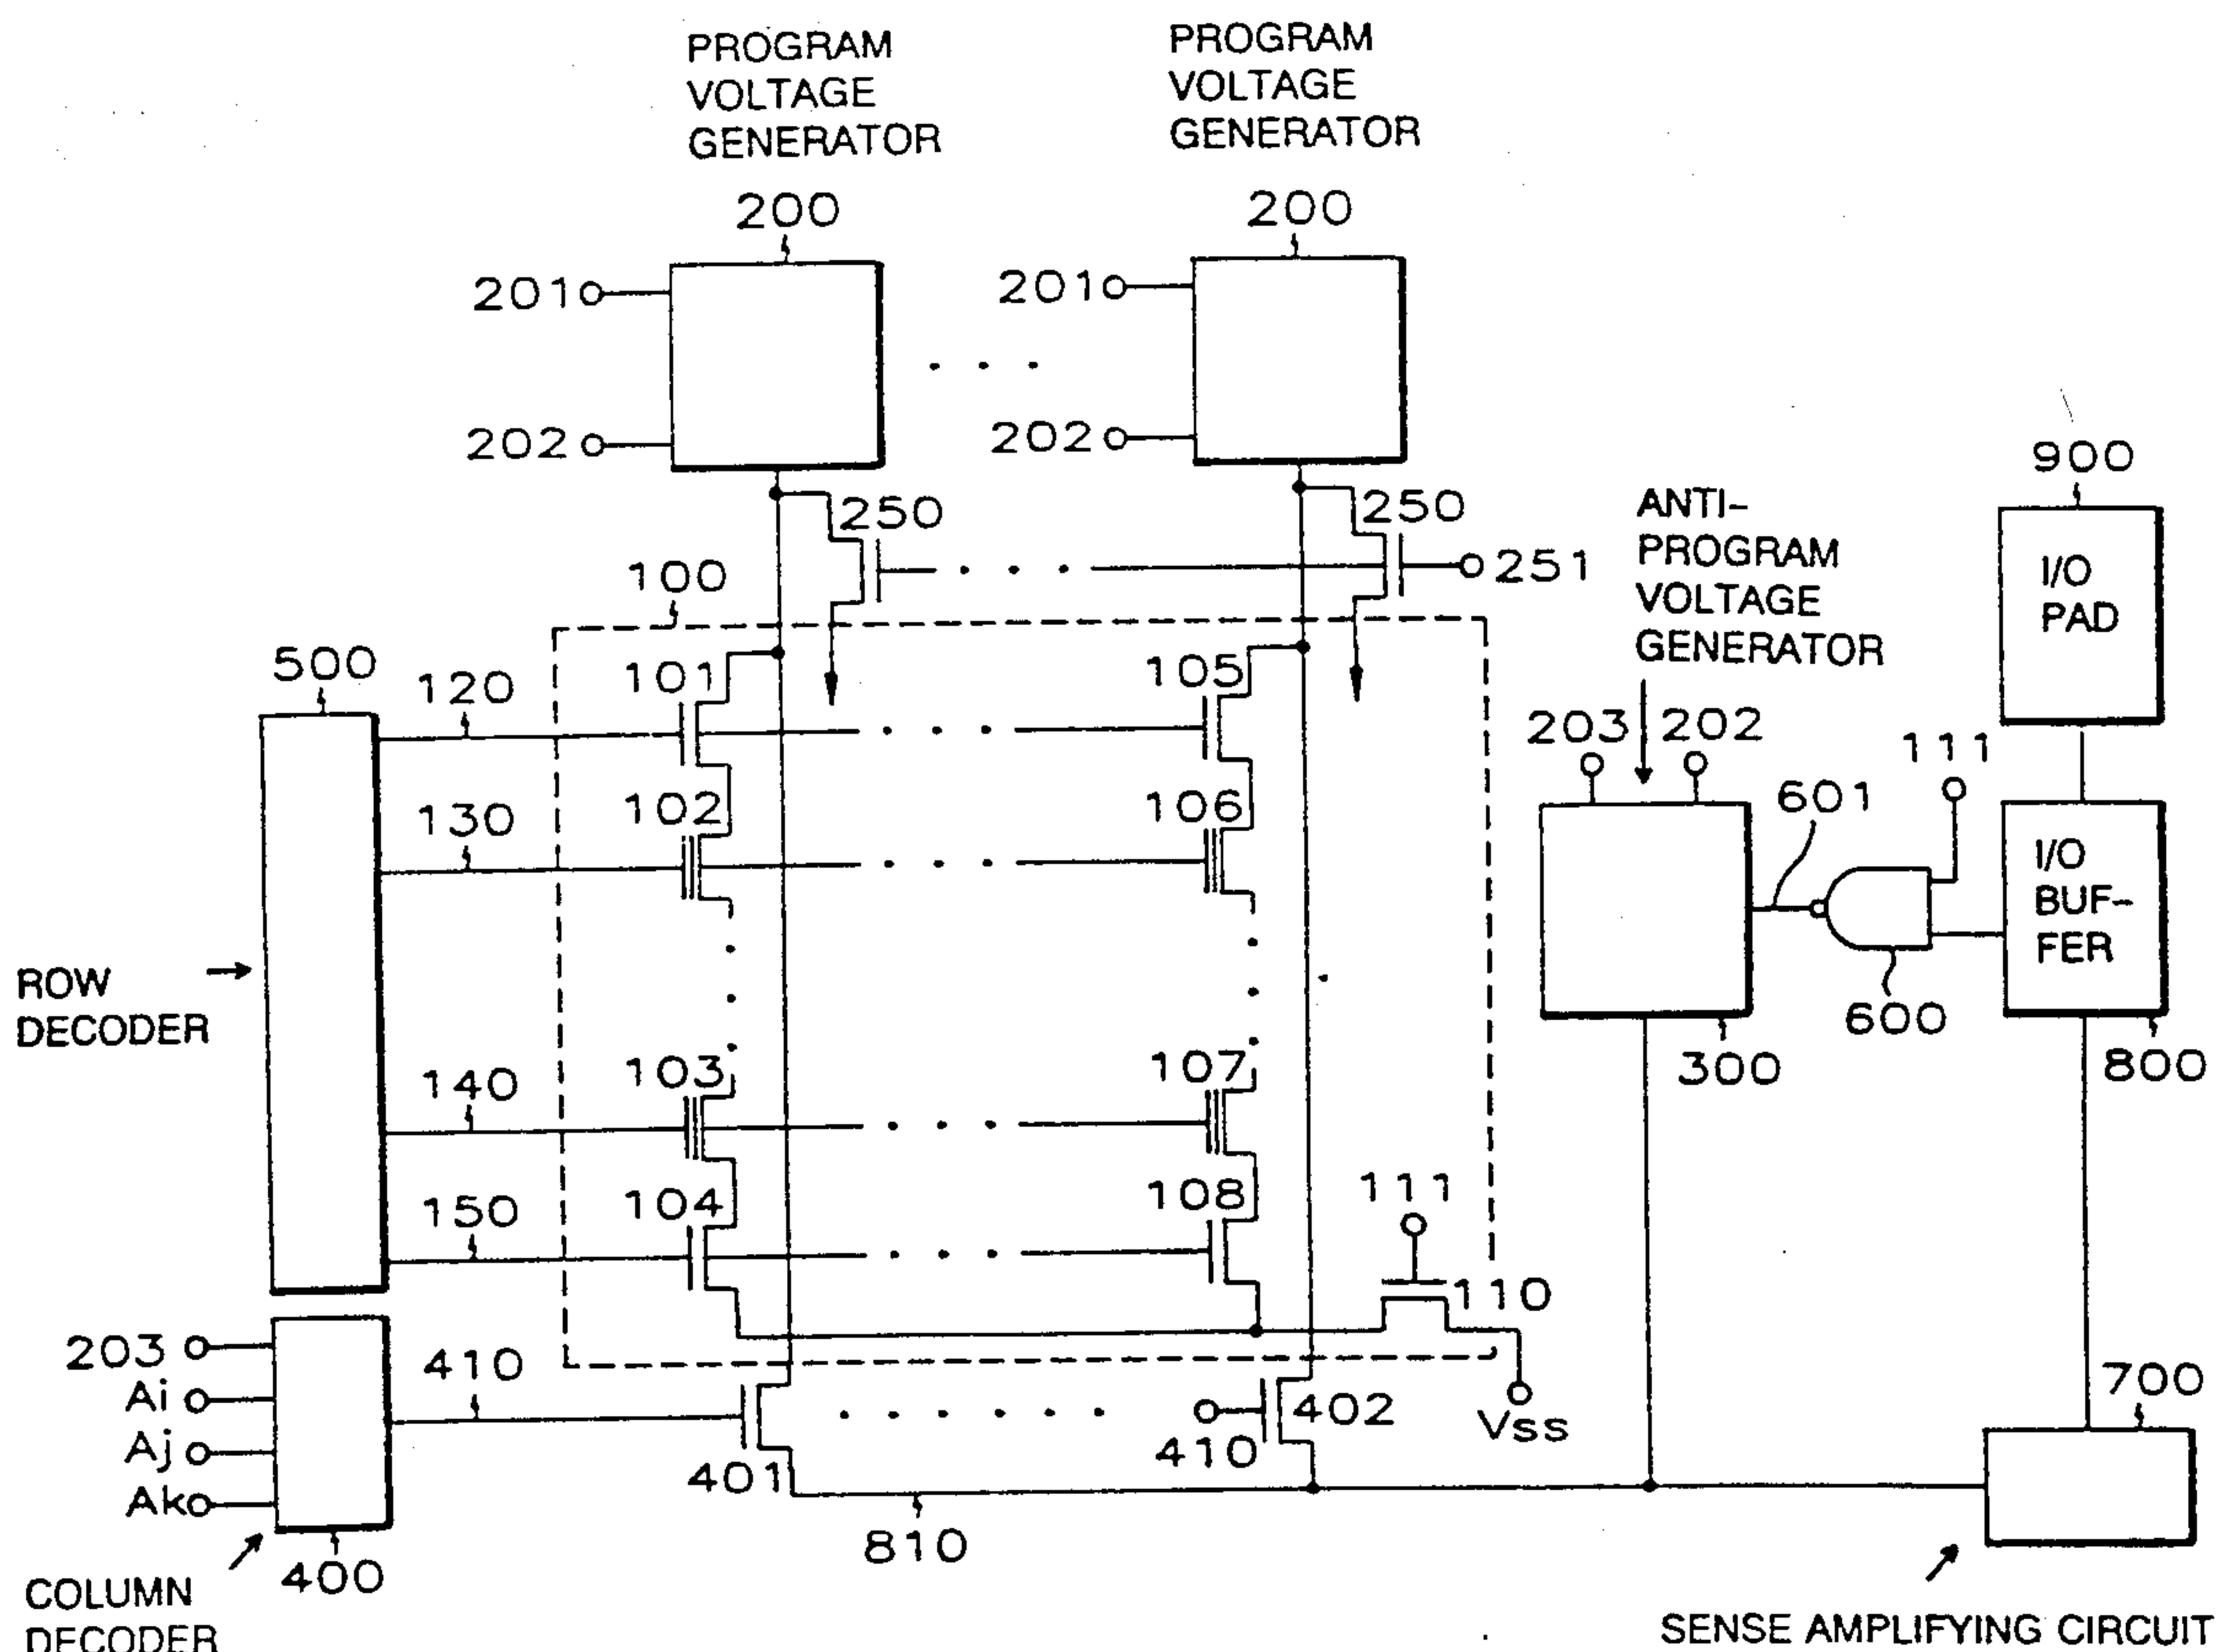 PROGRAM
VOLTAGE
GENERATOR
PROGRAM
VOLTAGE
GENERATOR
200
200
201
201
202
202
900
250
250
ANTI-
PROGRAM
VOLTAGE
GENERATOR
I/O
PAD
251
100
500
120
101
105
203
202
111
130
102
106
601
I/O
BUF-
FER
ROW
DECODER
600
300
800
140
103
107
150
104
108
111
110
203
Ai
Aj
Ak
410
401
410
402
Vss
700
810
400
COLUMN
DECODER
SENSE AMPLIFYING CIRCUIT